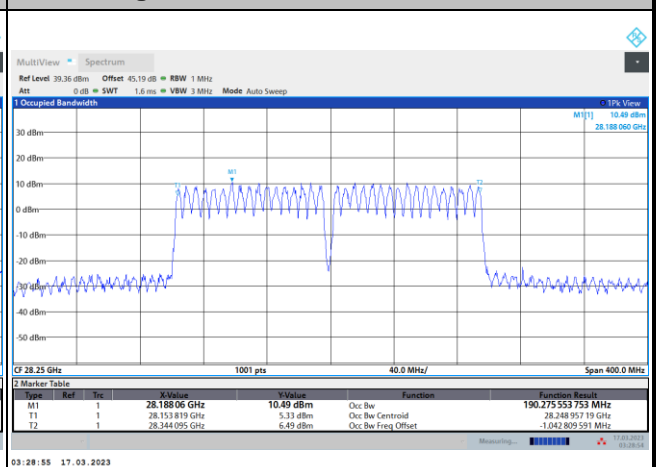 MultiView Spectrum
Ref Level 39.36 dBm Offset 45.19 dB RBW 1 MHz
Att 0 dB SWT 1.6 ms VBW 3 MHz Mode Auto Sweep
1 Occupied Bandwidth 1Pk View
M1[1] 10.49 dBm
28.188 060 GHz
30 dBm
20 dBm
M1
10 dBm
T1
T2
0 dBm
-10 dBm
-20 dBm
-30 dBm
-40 dBm
-50 dBm
CF 28.25 GHz 1001 pts 40.0 MHz/ Span 400.0 MHz
2 Marker Table
Type Ref Trc X-Value Y-Value Function Function Result
M1 1 28.188 06 GHz 10.49 dBm Occ Bw 190.275 553 753 MHz
T1 1 28.153 819 GHz 5.33 dBm Occ Bw Centroid 28.248 957 19 GHz
T2 1 28.344 095 GHz 6.49 dBm Occ Bw Freq Offset -1.042 809 591 MHz
Measuring... 17.03.2023
03:28:54
03:28:55 17.03.2023